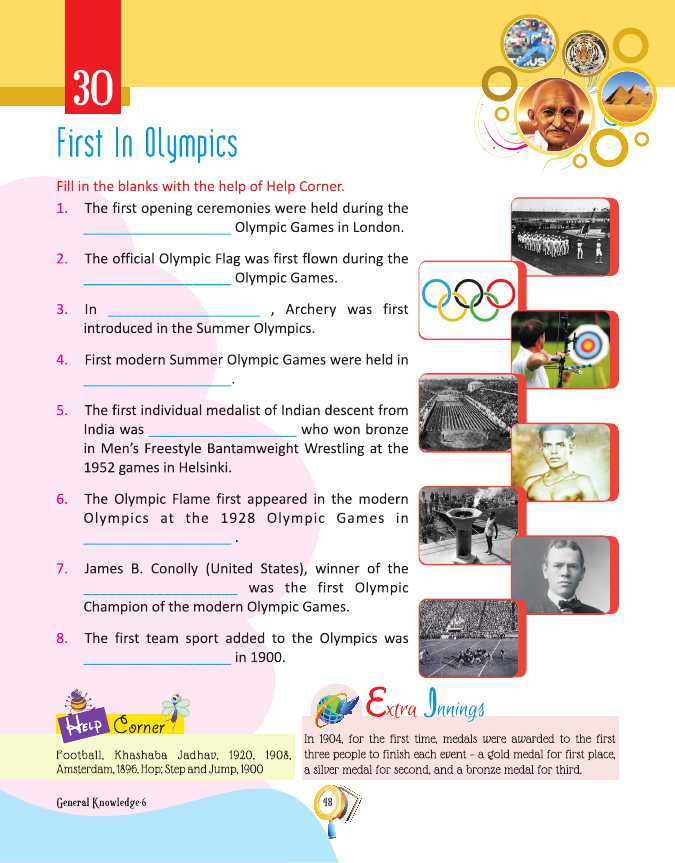 30
First In Olympics
Fill in the blanks with the help of Help Corner.
1. The first opening ceremonies were held during the
____________________ Olympic Games in London.
2. The official Olympic Flag was first flown during the
____________________ Olympic Games.
3. In ____________________ , Archery was first
introduced in the Summer Olympics.
4. First modern Summer Olympic Games were held in
____________________.
5. The first individual medalist of Indian descent from
India was ____________________ who won bronze
in Men's Freestyle Bantamweight Wrestling at the
1952 games in Helsinki.
6. The Olympic Flame first appeared in the modern
Olympics at the 1928 Olympic Games in
____________________ .
7. James B. Conolly (United States), winner of the
____________________ was the first Olympic
Champion of the modern Olympic Games.
8. The first team sport added to the Olympics was
____________________ in 1900.
Help Corner
Football, Khashaba Jadhav, 1920, 1908,
Amsterdam, 1896, Hop; Step and Jump, 1900
Extra Innings
In 1904, for the first time, medals were awarded to the first
three people to finish each event - a gold medal for first place,
a silver medal for second, and a bronze medal for third.
General Knowledge-6
48